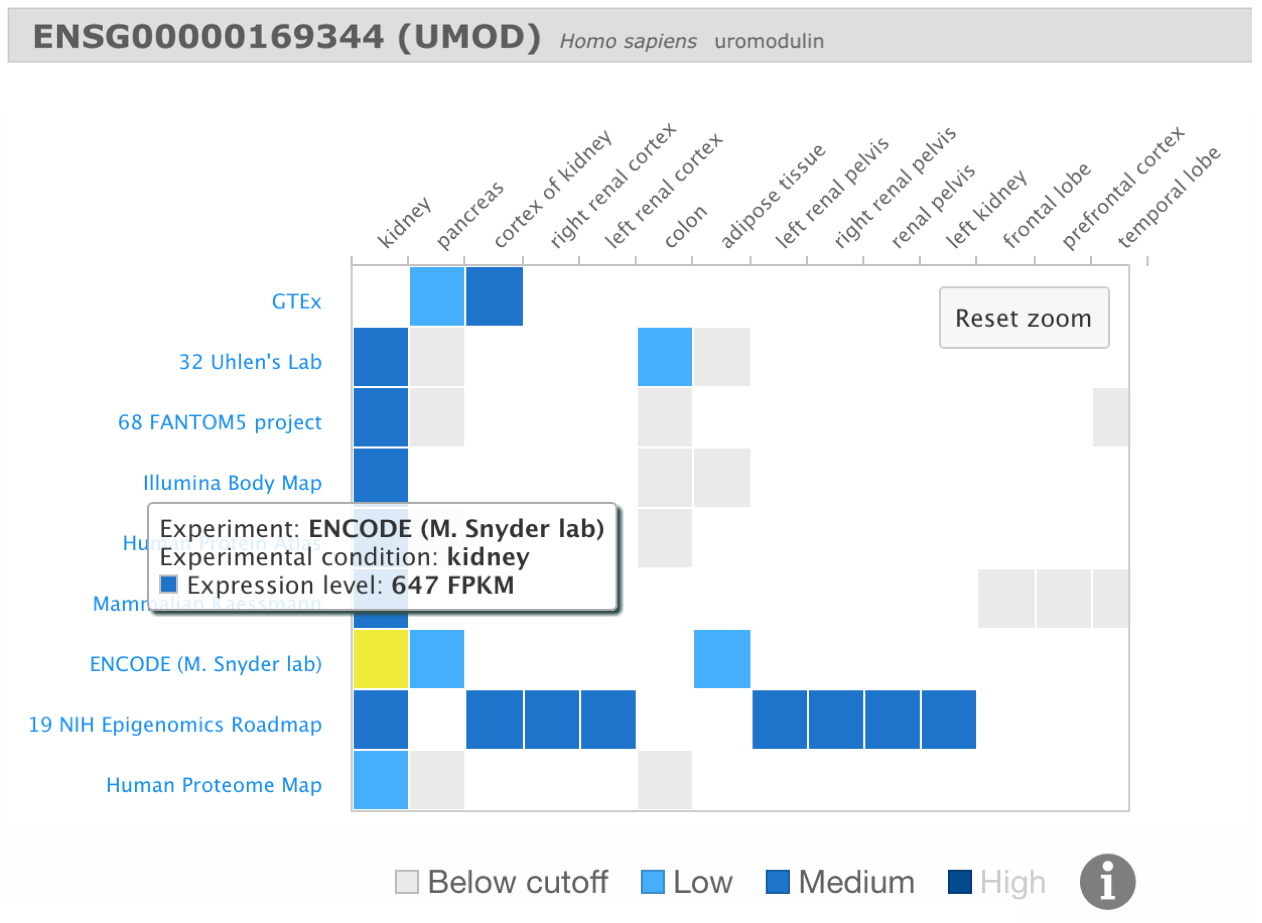 ENSG00000169344 (UMOD) Homo sapiens uromodulin
kidney
pancreas
cortex of kidney
right renal cortex
left renal cortex
colon
adipose tissue
left renal pelvis
right renal pelvis
renal pelvis
left kidney
frontal lobe
prefrontal cortex
temporal lobe
GTEx
Reset zoom
32 Uhlen's Lab
68 FANTOM5 project
Illumina Body Map
Human Protein Atlas
Experiment: ENCODE (M. Snyder lab)
Experimental condition: kidney
Expression level: 647 FPKM
Mammalian Kaessmann
ENCODE (M. Snyder lab)
19 NIH Epigenomics Roadmap
Human Proteome Map
Below cutoff Low Medium High i